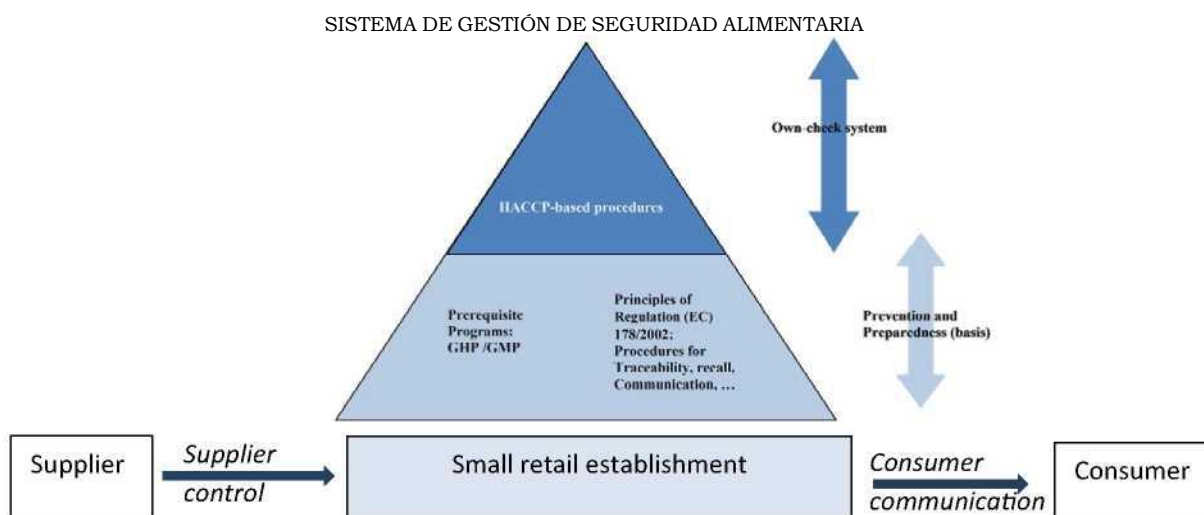 SISTEMA DE GESTIÓN DE SEGURIDAD ALIMENTARIA
Own-check system
HACCP-based procedures
Prerequisite
Programs:
GHP /GMP
Principles of
Regulation (EC)
178/2002;
Procedures for
Traceability, recall,
Communication, ...
Prevention and
Preparedness (basis)
Supplier
Supplier
control
Small retail establishment
Consumer
communication
Consumer